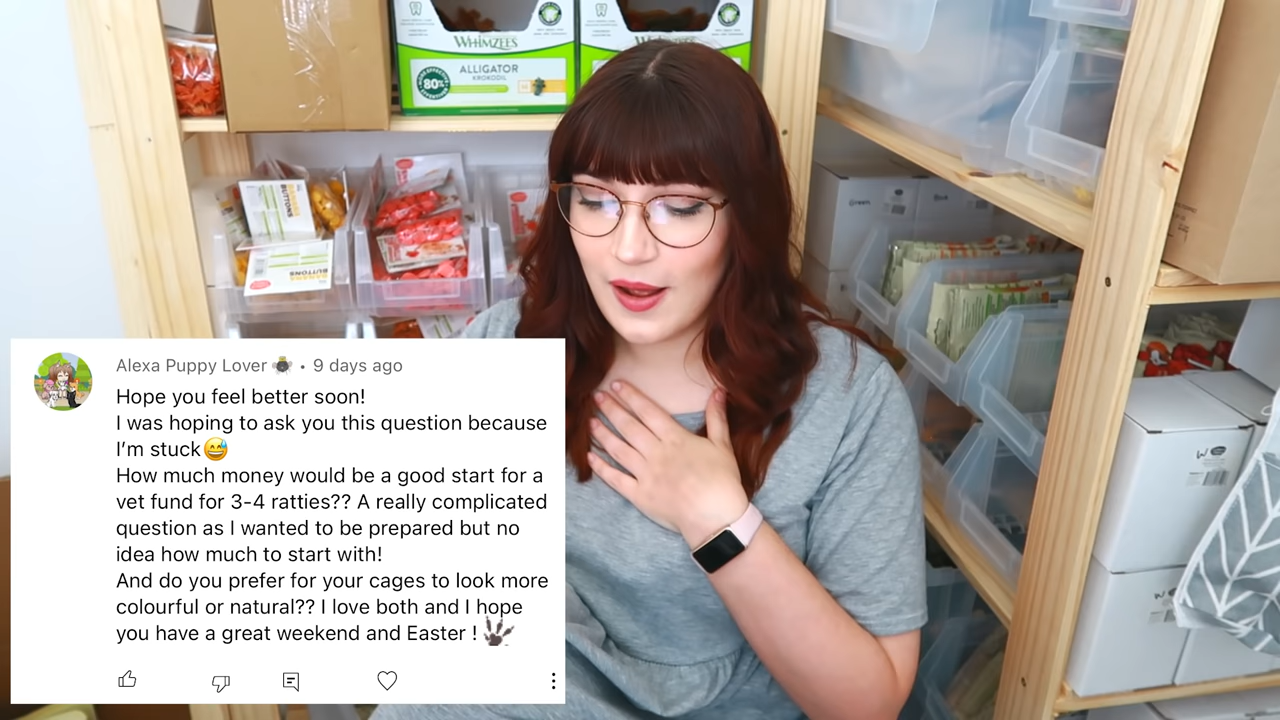 WHIMZEES
WHIMZEES
ALLIGATOR
KROKODIL
80%
BANANA
BUTTONS
BANANA
BUTTONS
Alexa Puppy Lover • 9 days ago
Hope you feel better soon!
I was hoping to ask you this question because
I'm stuck😅
How much money would be a good start for a
vet fund for 3-4 ratties?? A really complicated
question as I wanted to be prepared but no
idea how much to start with!
And do you prefer for your cages to look more
colourful or natural?? I love both and I hope
you have a great weekend and Easter !